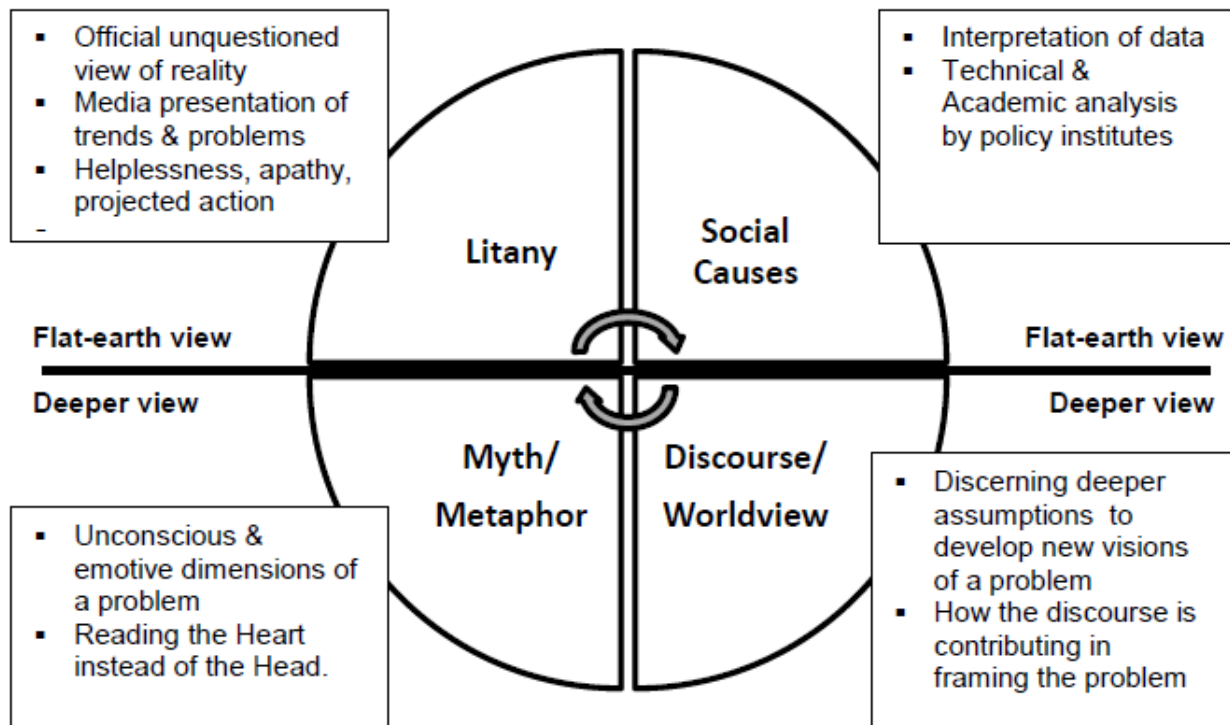 ▪ Official unquestioned
view of reality
▪ Media presentation of
trends & problems
▪ Helplessness, apathy,
projected action
-
▪ Interpretation of data
▪ Technical &
Academic analysis
by policy institutes
Litany
Social
Causes
Flat-earth view
Flat-earth view
Deeper view
Deeper view
Myth/
Metaphor
Discourse/
Worldview
▪ Unconscious &
emotive dimensions of
a problem
▪ Reading the Heart
instead of the Head.
▪ Discerning deeper
assumptions to
develop new visions
of a problem
▪ How the discourse is
contributing in
framing the problem